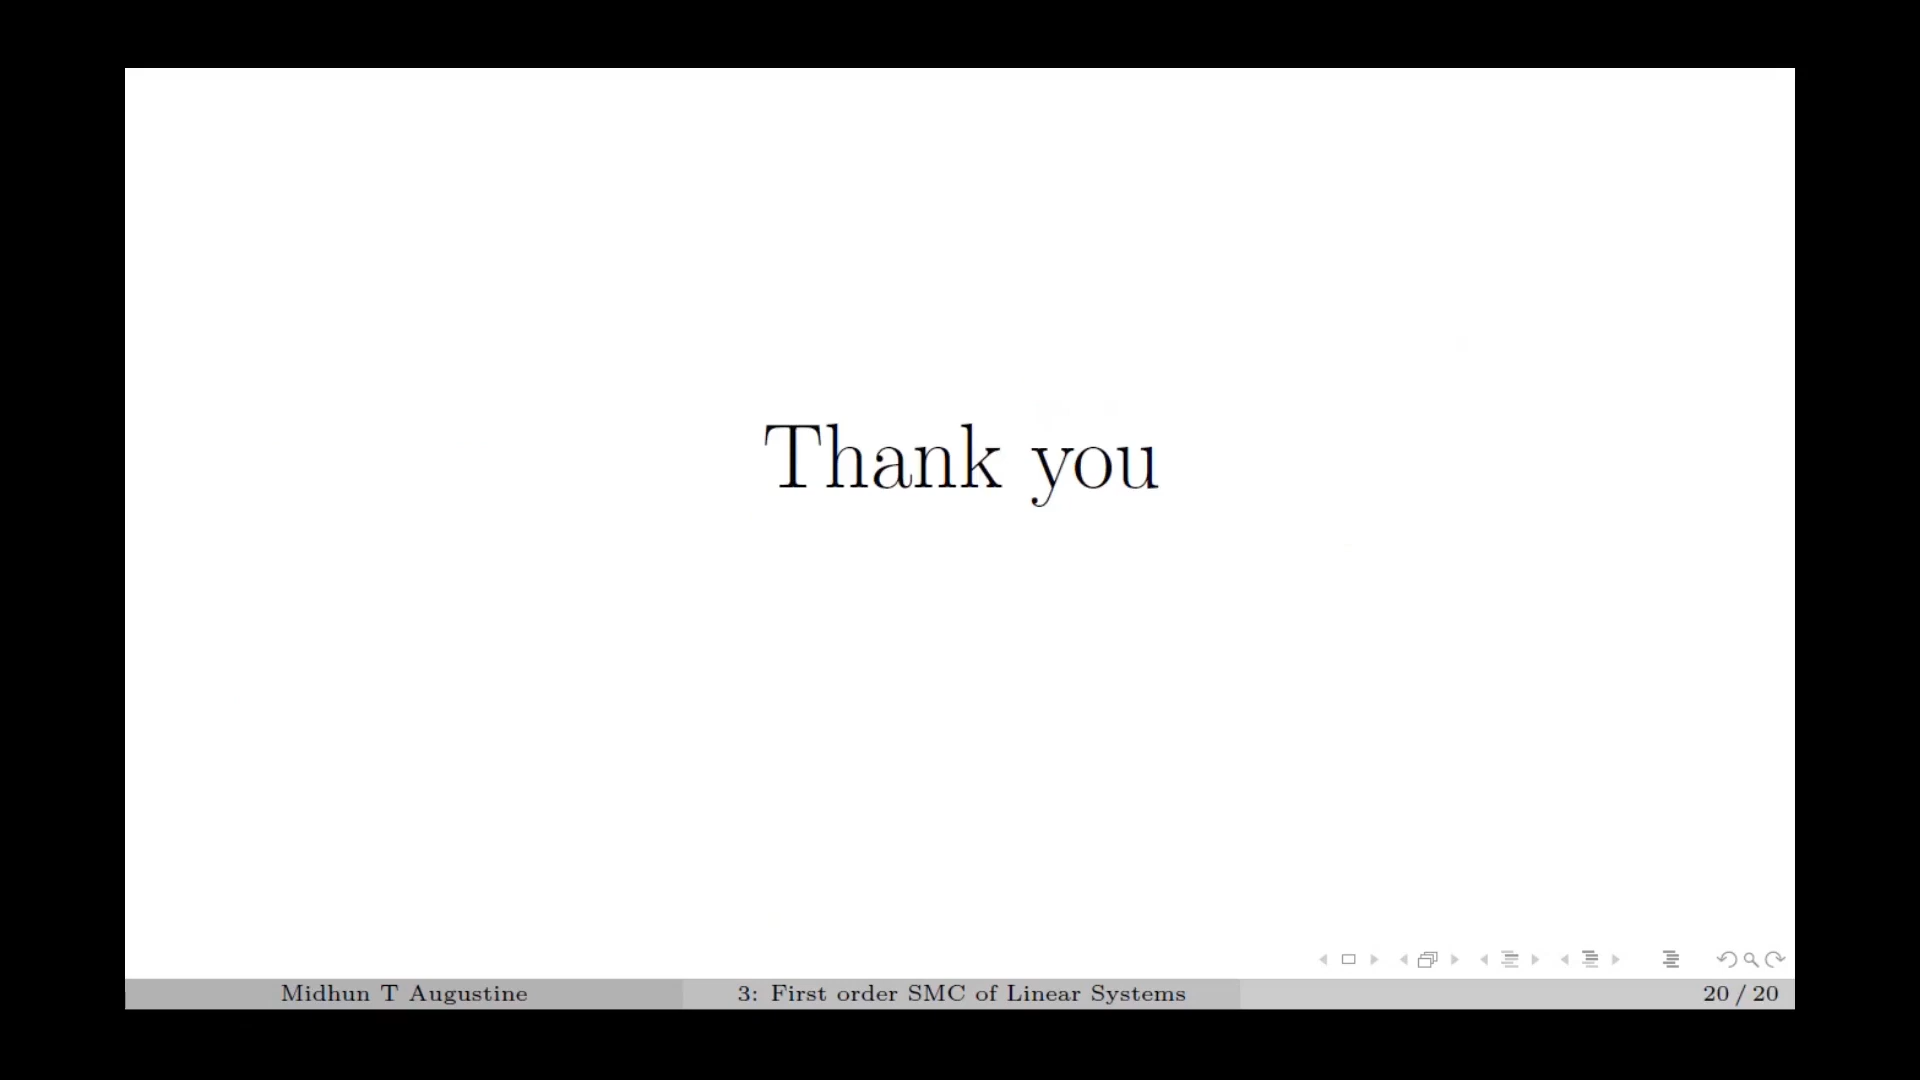 Thank you
Midhun T Augustine
3: First order SMC of Linear Systems
20 / 20